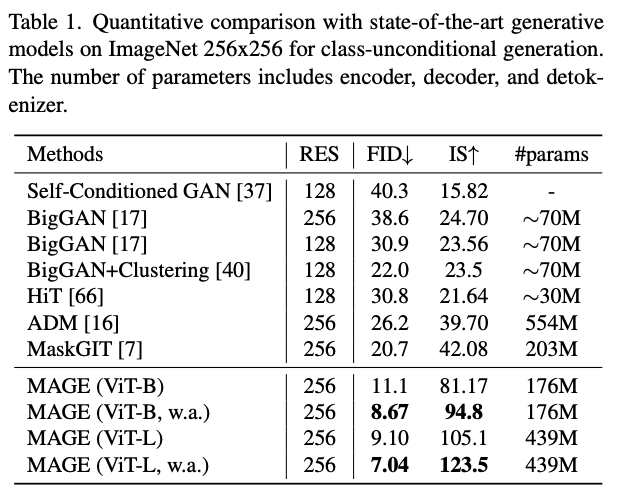 Table 1. Quantitative comparison with state-of-the-art generative
models on ImageNet 256x256 for class-unconditional generation.
The number of parameters includes encoder, decoder, and detok-
enizer.
Methods RES FID↓ IS↑ #params
Self-Conditioned GAN [37] 128 40.3 15.82 -
BigGAN [17] 256 38.6 24.70 ~70M
BigGAN [17] 128 30.9 23.56 ~70M
BigGAN+Clustering [40] 128 22.0 23.5 ~70M
HiT [66] 128 30.8 21.64 ~30M
ADM [16] 256 26.2 39.70 554M
MaskGIT [7] 256 20.7 42.08 203M
MAGE (ViT-B) 256 11.1 81.17 176M
MAGE (ViT-B, w.a.) 256 8.67 94.8 176M
MAGE (ViT-L) 256 9.10 105.1 439M
MAGE (ViT-L, w.a.) 256 7.04 123.5 439M